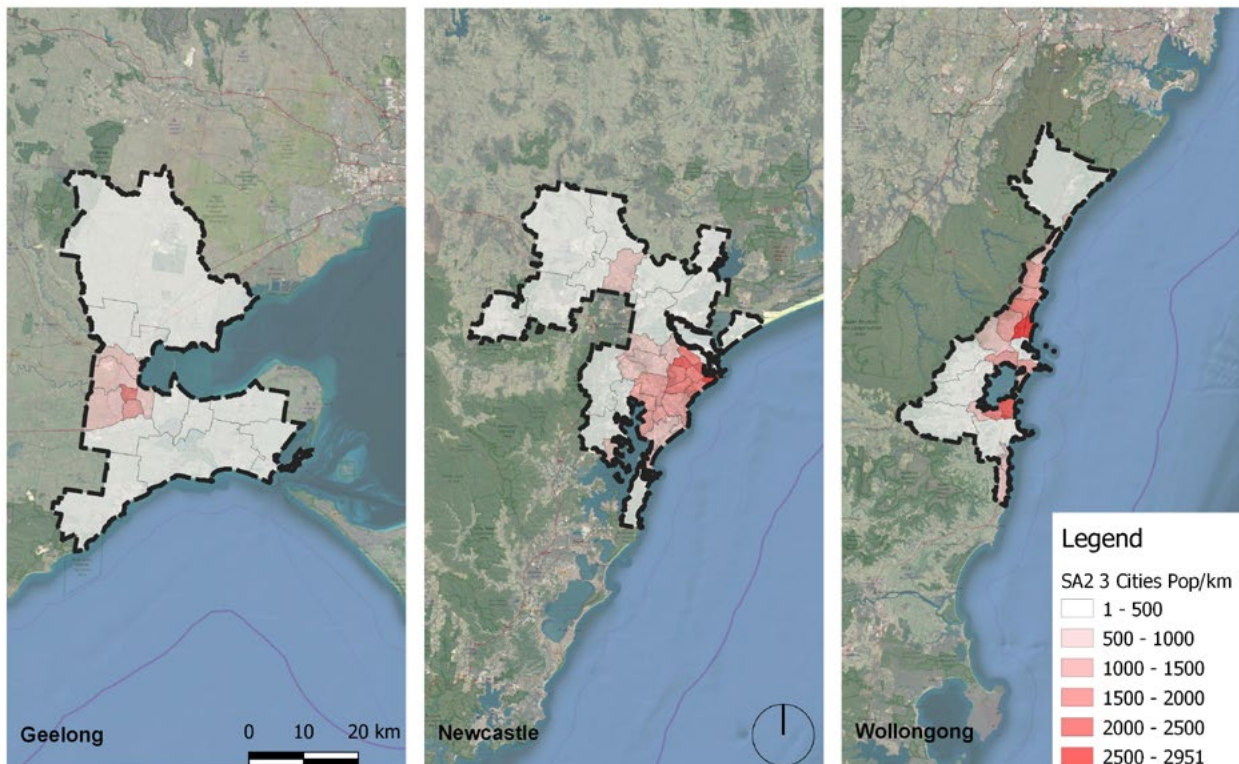 Geelong
0 10 20 km
Newcastle
Wollongong
Legend
SA2 3 Cities Pop/km
1 - 500
500 - 1000
1000 - 1500
1500 - 2000
2000 - 2500
2500 - 2951